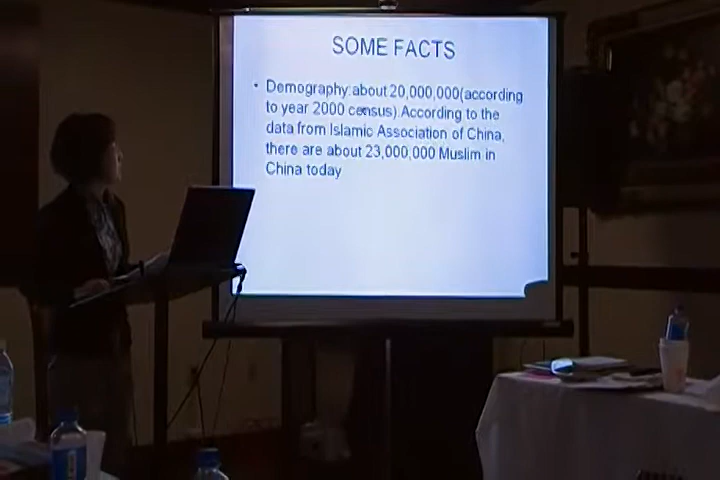 SOME FACTS
• Demography:about 20,000,000(according
to year 2000 census).According to the
data from Islamic Association of China,
there are about 23,000,000 Muslim in
China today